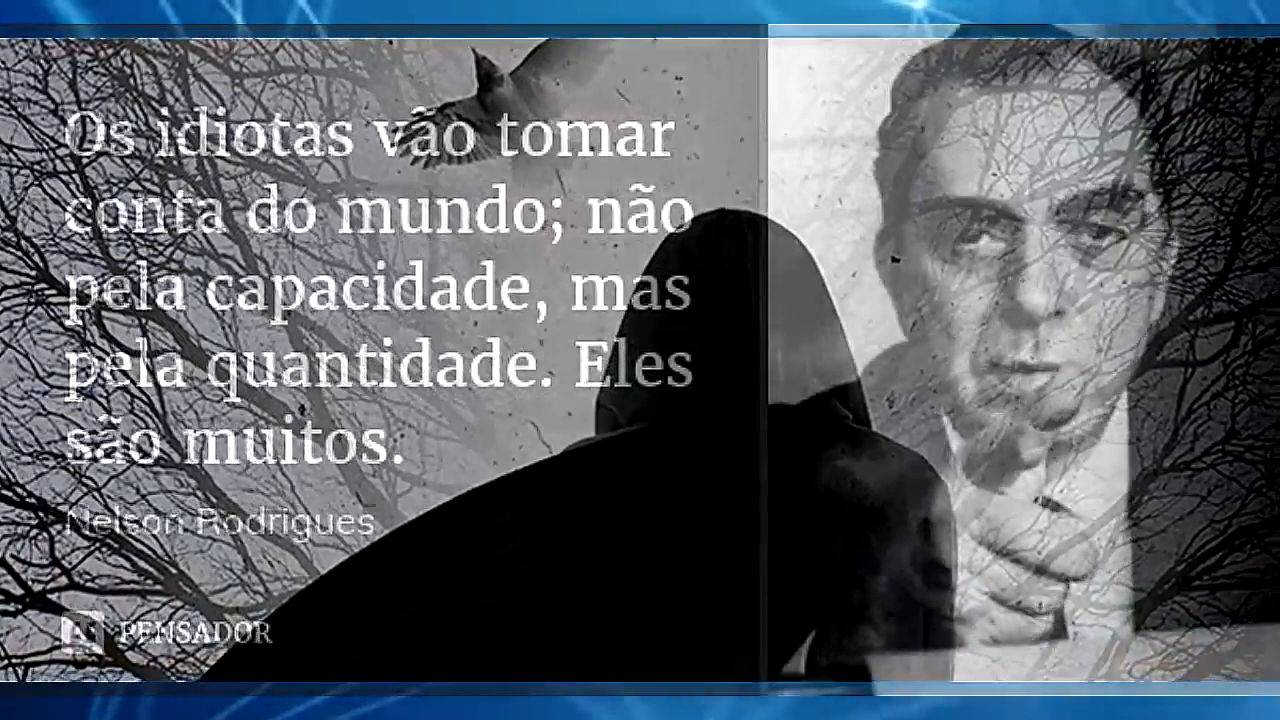 Os idiotas vão tomar
conta do mundo; não
pela capacidade, mas
pela quantidade. Eles
são muitos.
Nelson Rodrigues
PENSADOR